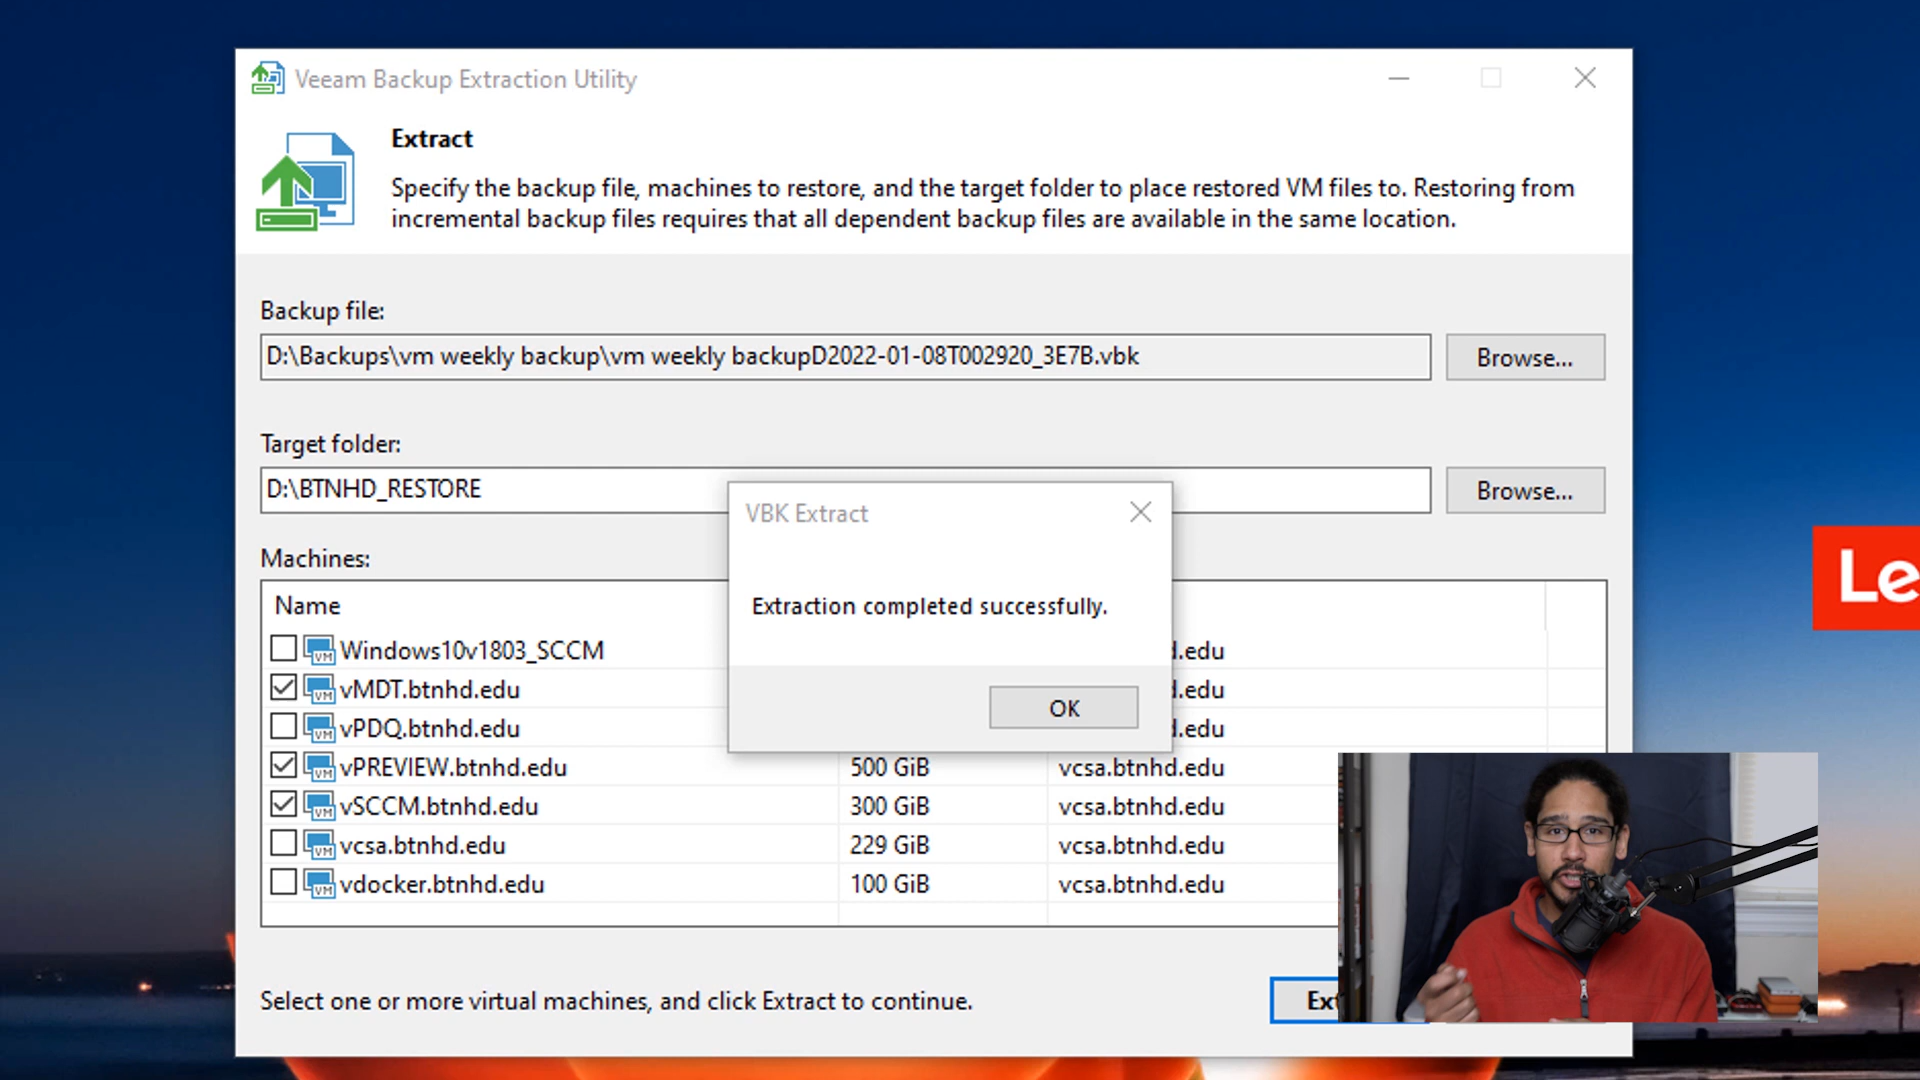 Veeam Backup Extraction Utility
Extract
Specify the backup file, machines to restore, and the target folder to place restored VM files to. Restoring from
incremental backup files requires that all dependent backup files are available in the same location.
Backup file:
D:\Backups\vm weekly backup\vm weekly backupD2022-01-08T002920_3E7B.vbk
Browse...
Target folder:
D:\BTNHD_RESTORE
Browse...
VBK Extract
Extraction completed successfully.
OK
Machines:
Name
Windows10v1803_SCCM
d.edu
vMDT.btnhd.edu
d.edu
vPDQ.btnhd.edu
d.edu
vPREVIEW.btnhd.edu 500 GiB vcsa.btnhd.edu
vSCCM.btnhd.edu 300 GiB vcsa.btnhd.edu
vcsa.btnhd.edu 229 GiB vcsa.btnhd.edu
vdocker.btnhd.edu 100 GiB vcsa.btnhd.edu
Select one or more virtual machines, and click Extract to continue.
Ext
Le